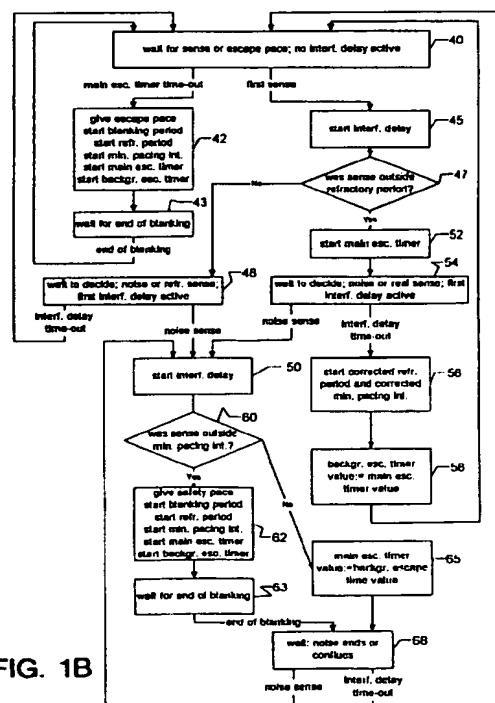 wait for sense or escape pace; no interf. delay active
40
main esc. timer time-out
first sense
give escape pace
start blanking period
start refr. period
start min. pacing int.
start main esc. timer
start backgr. esc. timer
42
start interf. delay
45
was sense outside
refractory period?
47
No
Yes
wait for end of blanking
43
end of blanking
start main esc. timer
52
wait to decide; noise or refr. sense;
first interf. delay active
48
wait to decide; noise or real sense; first
interf. delay active
54
interf. delay
time-out
noise sense
noise sense
interf. delay
time-out
start interf. delay
50
start corrected refr.
period and corrected
min. pacing int.
56
was sense outside
min. pacing int.?
60
Yes
No
backgr. esc. timer
value:= main esc.
timer value
58
give safety pace
start blanking period
start refr. period
start min. pacing int.
start main esc. timer
start backgr. esc. timer
62
main esc. timer
value:=backgr. escape
time value
65
wait for end of blanking
63
end of blanking
wait: noise ends or
continues
68
noise sense
interf. delay
time-out
FIG. 1B